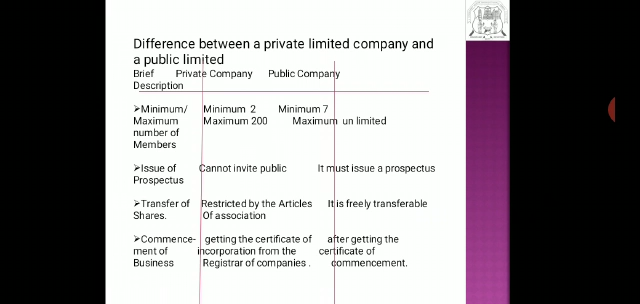 Difference between a private limited company and
a public limited
Brief Private Company Public Company
Description
➢Minimum/ Minimum 2 Minimum 7
Maximum Maximum 200 Maximum un limited
number of
Members
➢Issue of Cannot invite public It must issue a prospectus
Prospectus
➢Transfer of Restricted by the Articles It is freely transferable
Shares. Of association
➢Commence- getting the certificate of after getting the
ment of incorporation from the certificate of
Business Registrar of companies . commencement.